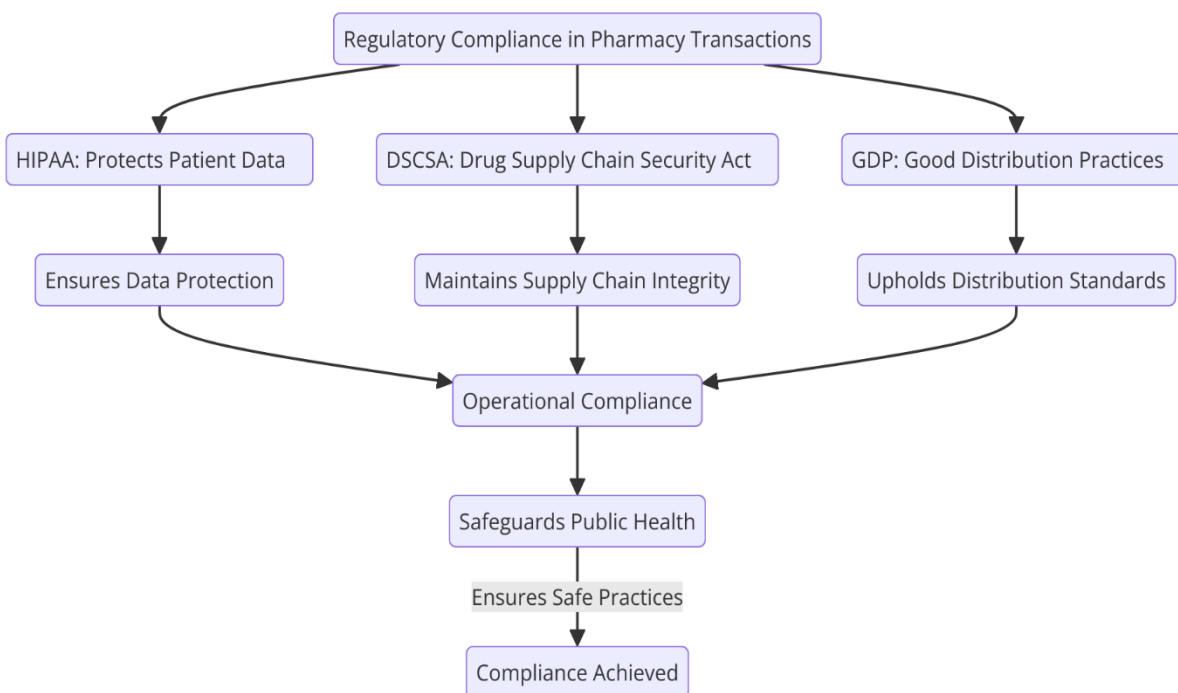 Regulatory Compliance in Pharmacy Transactions
HIPAA: Protects Patient Data
DSCSA: Drug Supply Chain Security Act
GDP: Good Distribution Practices
Ensures Data Protection
Maintains Supply Chain Integrity
Upholds Distribution Standards
Operational Compliance
Safeguards Public Health
Ensures Safe Practices
Compliance Achieved